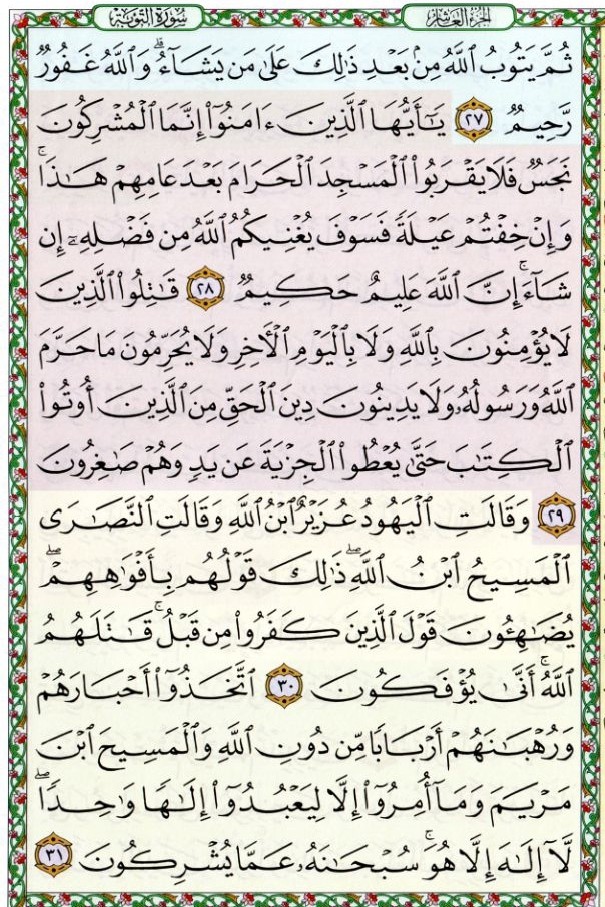 الجزء العاشر سورة التوبة
ثُمَّ يَتُوبُ ٱللَّهُ مِنۢ بَعْدِ ذَٰلِكَ عَلَىٰ مَن يَشَآءُ ۗ وَٱللَّهُ غَفُورٌ
رَّحِيمٌ ٢٧ يَـٰٓأَيُّهَا ٱلَّذِينَ ءَامَنُوٓا۟ إِنَّمَا ٱلْمُشْرِكُونَ
نَجَسٌ فَلَا يَقْرَبُوا۟ ٱلْمَسْجِدَ ٱلْحَرَامَ بَعْدَ عَامِهِمْ هَـٰذَا ۚ
وَإِنْ خِفْتُمْ عَيْلَةً فَسَوْفَ يُغْنِيكُمُ ٱللَّهُ مِن فَضْلِهِۦٓ إِن
شَآءَ ۚ إِنَّ ٱللَّهَ عَلِيمٌ حَكِيمٌ ٢٨ قَـٰتِلُوا۟ ٱلَّذِينَ
لَا يُؤْمِنُونَ بِٱللَّهِ وَلَا بِٱلْيَوْمِ ٱلْـَٔاخِرِ وَلَا يُحَرِّمُونَ مَا حَرَّمَ
ٱللَّهُ وَرَسُولُهُۥ وَلَا يَدِينُونَ دِينَ ٱلْحَقِّ مِنَ ٱلَّذِينَ أُوتُوا۟
ٱلْكِتَـٰبَ حَتَّىٰ يُعْطُوا۟ ٱلْجِزْيَةَ عَن يَدٍ وَهُمْ صَـٰغِرُونَ
٢٩ وَقَالَتِ ٱلْيَهُودُ عُزَيْرٌ ٱبْنُ ٱللَّهِ وَقَالَتِ ٱلنَّصَـٰرَى
ٱلْمَسِيحُ ٱبْنُ ٱللَّهِ ۖ ذَٰلِكَ قَوْلُهُم بِأَفْوَٰهِهِمْ ۖ
يُضَـٰهِـُٔونَ قَوْلَ ٱلَّذِينَ كَفَرُوا۟ مِن قَبْلُ ۚ قَـٰتَلَهُمُ
ٱللَّهُ ۚ أَنَّىٰ يُؤْفَكُونَ ٣٠ ٱتَّخَذُوٓا۟ أَحْبَارَهُمْ
وَرُهْبَـٰنَهُمْ أَرْبَابًا مِّن دُونِ ٱللَّهِ وَٱلْمَسِيحَ ٱبْنَ
مَرْيَمَ وَمَآ أُمِرُوٓا۟ إِلَّا لِيَعْبُدُوٓا۟ إِلَـٰهًا وَٰحِدًا ۖ
لَّآ إِلَـٰهَ إِلَّا هُوَ ۚ سُبْحَـٰنَهُۥ عَمَّا يُشْرِكُونَ ٣١